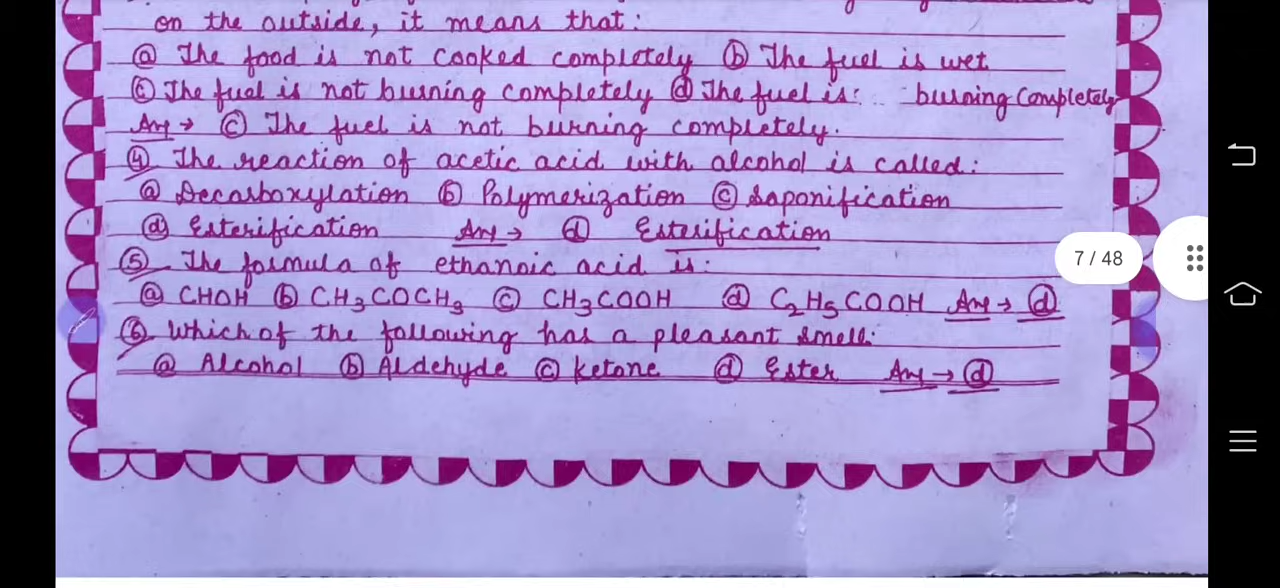 on the outside, it means that:
ⓐ The food is not cooked completely ⓑ The fuel is wet
ⓒ The fuel is not burning completely ⓓ The fuel is burning completely
Ans → ⓒ The fuel is not burning completely.
④ The reaction of acetic acid with alcohol is called:
ⓐ Decarboxylation ⓑ Polymerization ⓒ Saponification
ⓓ Esterification Ans → ⓓ Esterification
⑤ The formula of ethanoic acid is:
ⓐ CHOH ⓑ CH₃COCH₃ ⓒ CH₃COOH ⓓ C₂H₅COOH Ans → ⓓ
⑥ Which of the following has a pleasant smell:
ⓐ Alcohol ⓑ Aldehyde ⓒ Ketone ⓓ Ester Ans → ⓓ
7 / 48